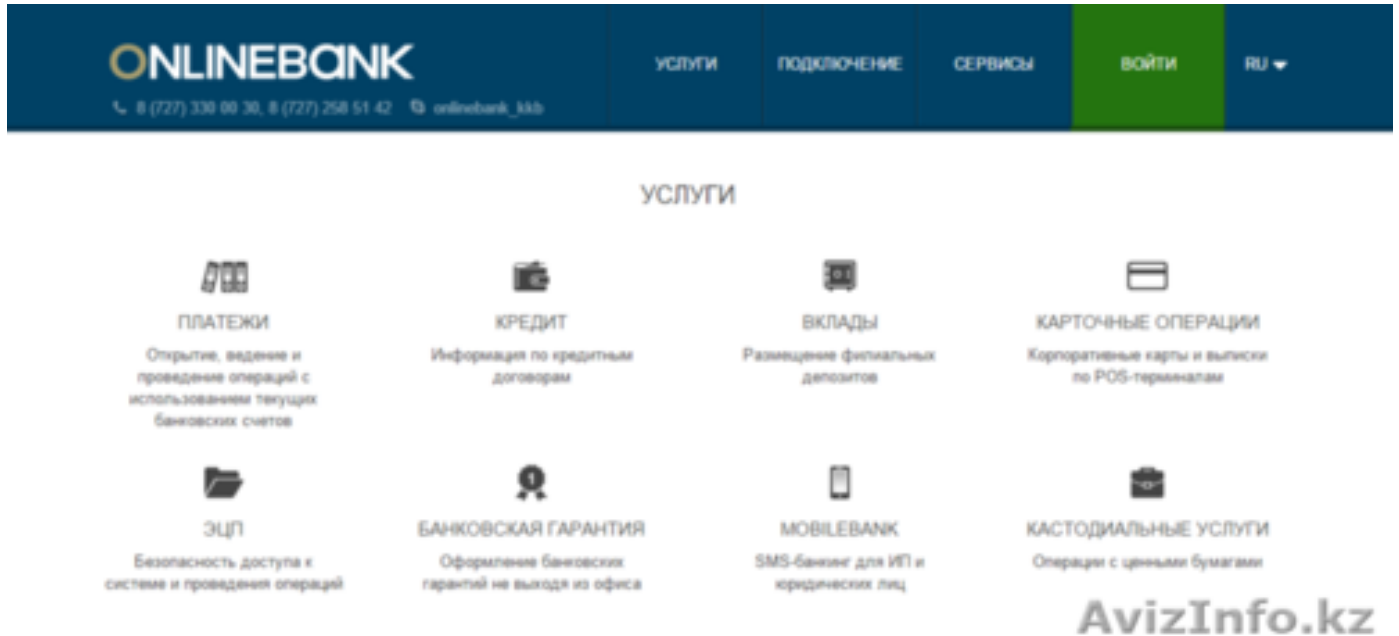 ONLINEBANK
УСЛУГИ
ПОДКЛЮЧЕНИЕ
СЕРВИСЫ
ВОЙТИ
RU
8 (727) 330 00 30, 8 (727) 258 51 42 onlinebank_kkb
УСЛУГИ
ПЛАТЕЖИ
Открытие, ведение и
проведение операций с
использованием текущих
банковских счетов
КРЕДИТ
Информация по кредитным
договорам
ВКЛАДЫ
Размещение филиальных
депозитов
КАРТОЧНЫЕ ОПЕРАЦИИ
Корпоративные карты и выписки
по POS-терминалам
ЭЦП
Безопасность доступа к
системе и проведения операций
1
БАНКОВСКАЯ ГАРАНТИЯ
Оформление банковских
гарантий не выходя из офиса
MOBILEBANK
SMS-банкинг для ИП и
юридических лиц
КАСТОДИАЛЬНЫЕ УСЛУГИ
Операции с ценными бумагами
AvizInfo.kz